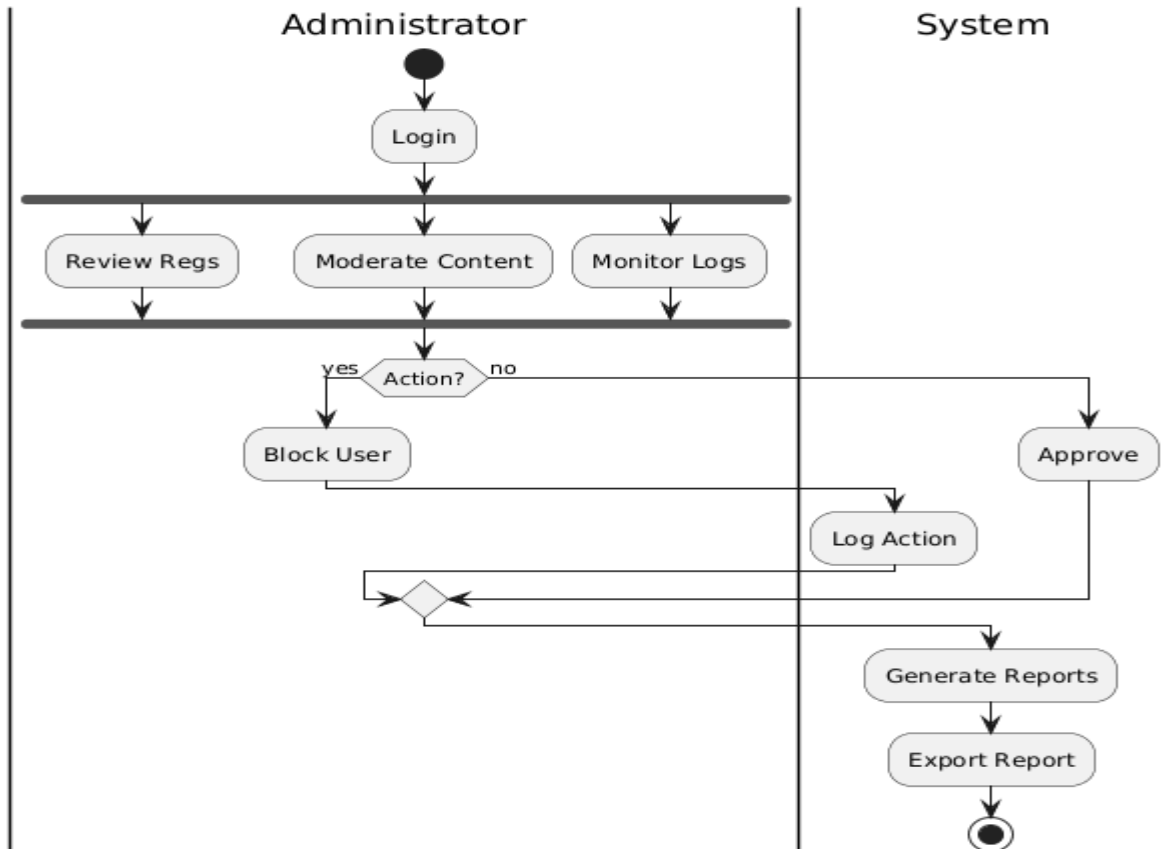 Administrator
System
Login
Review Regs
Moderate Content
Monitor Logs
yes
Action?
no
Block User
Approve
Log Action
Generate Reports
Export Report